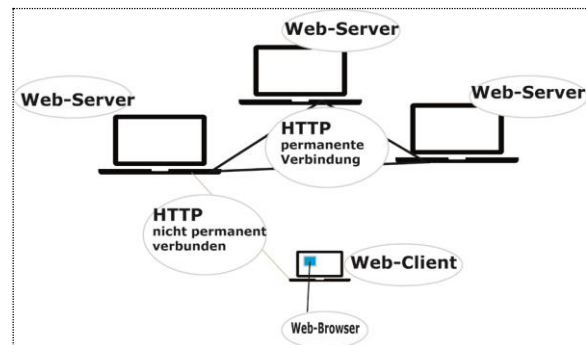 Web-Server
Web-Server
Web-Server
HTTP
permanente
Verbindung
HTTP
nicht permanent
verbunden
Web-Client
Web-Browser